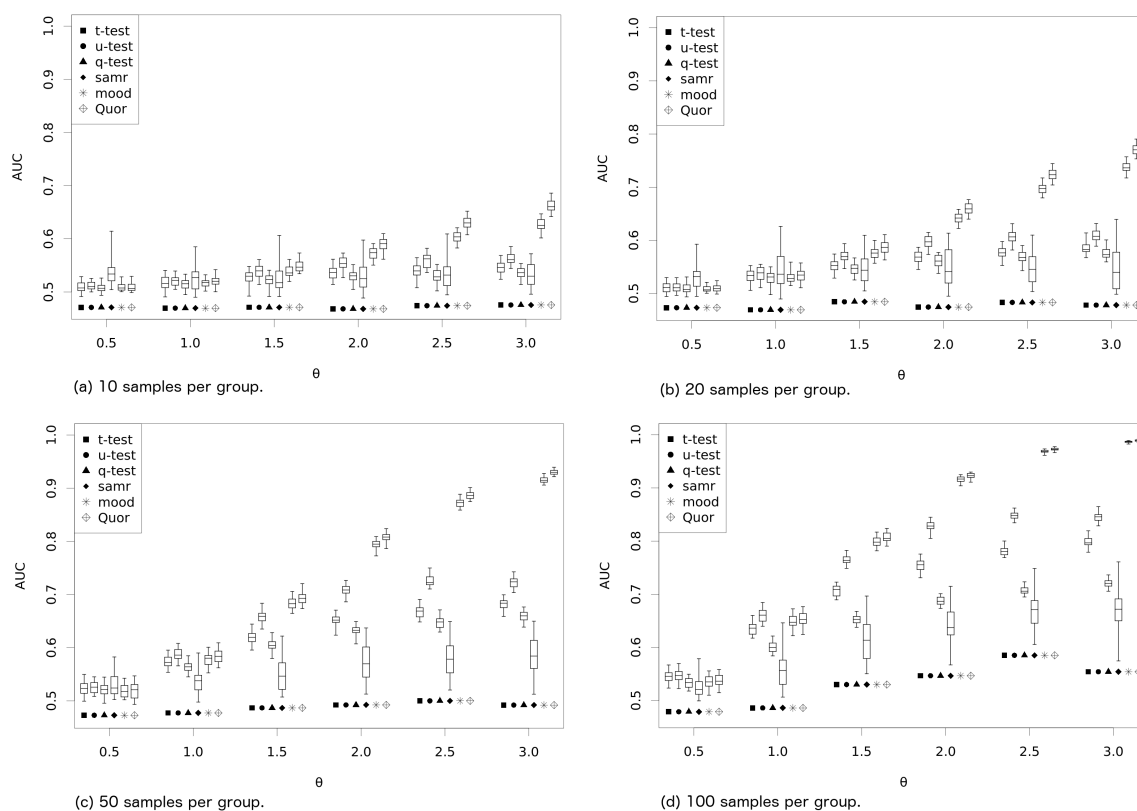 t-test
u-test
q-test
samr
mood
Quor
AUC
1.0
0.9
0.8
0.7
0.6
0.5
0.5 1.0 1.5 2.0 2.5 3.0
θ
(a) 10 samples per group.
t-test
u-test
q-test
samr
mood
Quor
AUC
1.0
0.9
0.8
0.7
0.6
0.5
0.5 1.0 1.5 2.0 2.5 3.0
θ
(b) 20 samples per group.
t-test
u-test
q-test
samr
mood
Quor
AUC
1.0
0.9
0.8
0.7
0.6
0.5
0.5 1.0 1.5 2.0 2.5 3.0
θ
(c) 50 samples per group.
t-test
u-test
q-test
samr
mood
Quor
AUC
1.0
0.9
0.8
0.7
0.6
0.5
0.5 1.0 1.5 2.0 2.5 3.0
θ
(d) 100 samples per group.